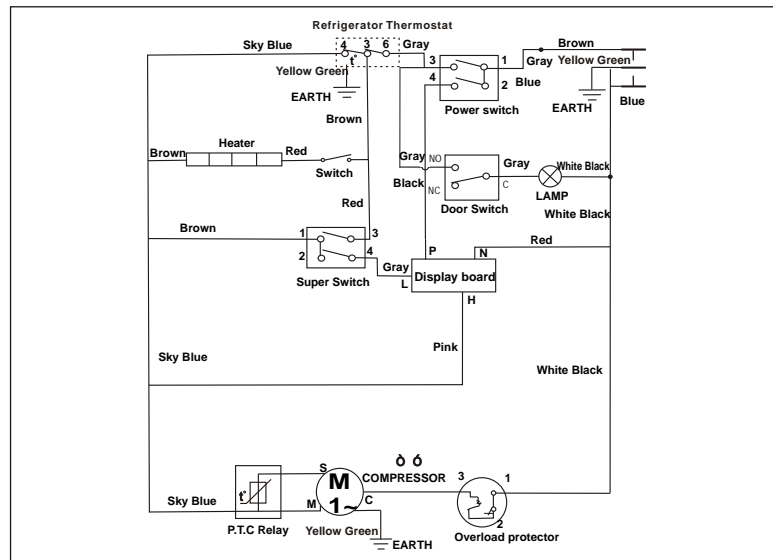 Refrigerator Thermostat
Sky Blue 4 3 6 Gray
t° 3 1 Brown
Yellow Green Gray Yellow Green
4 2 Blue
EARTH Power switch EARTH Blue
Brown
Heater
Brown Red Gray NO Gray White Black
Switch Black NC C LAMP
Red Door Switch White Black
Brown 1 3 P N Red
2 4 Gray Display board
Super Switch L H
Pink
Sky Blue White Black
ò ó
S M COMPRESSOR 3 1
t° M 1~ C
Sky Blue 2
P.T.C Relay Yellow Green EARTH Overload protector